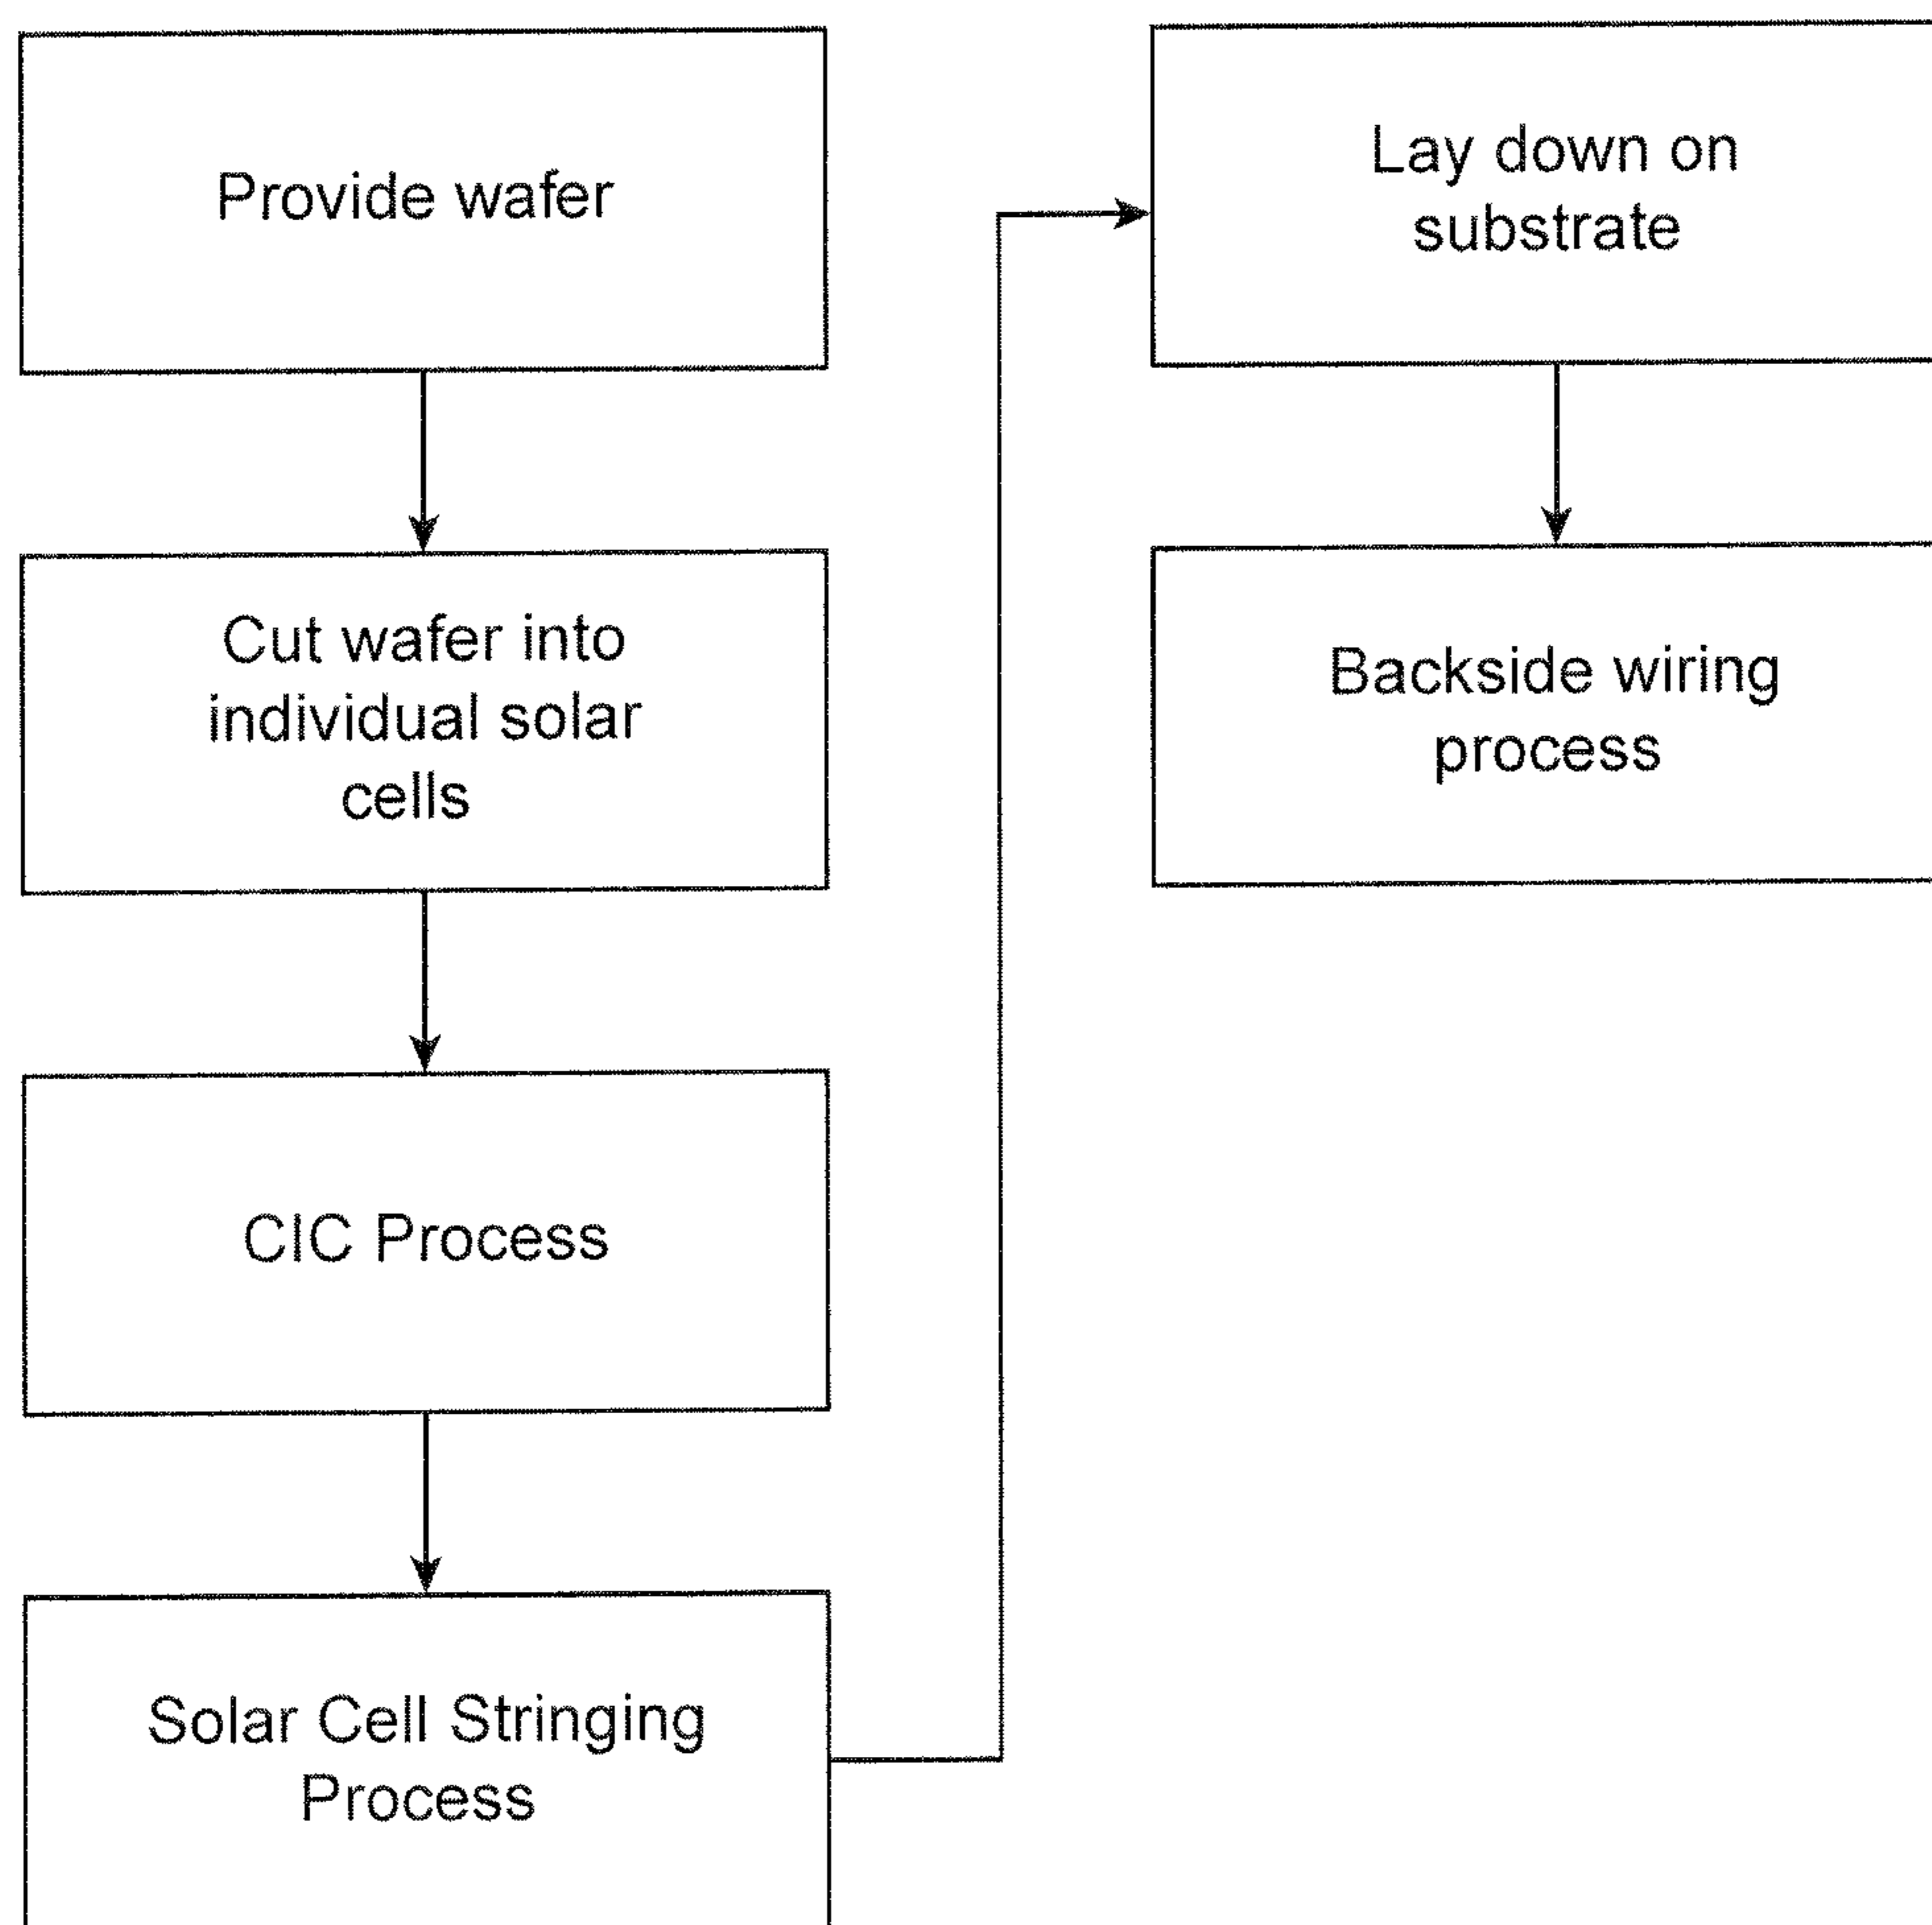 Provide wafer
Cut wafer into
individual solar
cells
CIC Process
Solar Cell Stringing
Process
Lay down on
substrate
Backside wiring
process